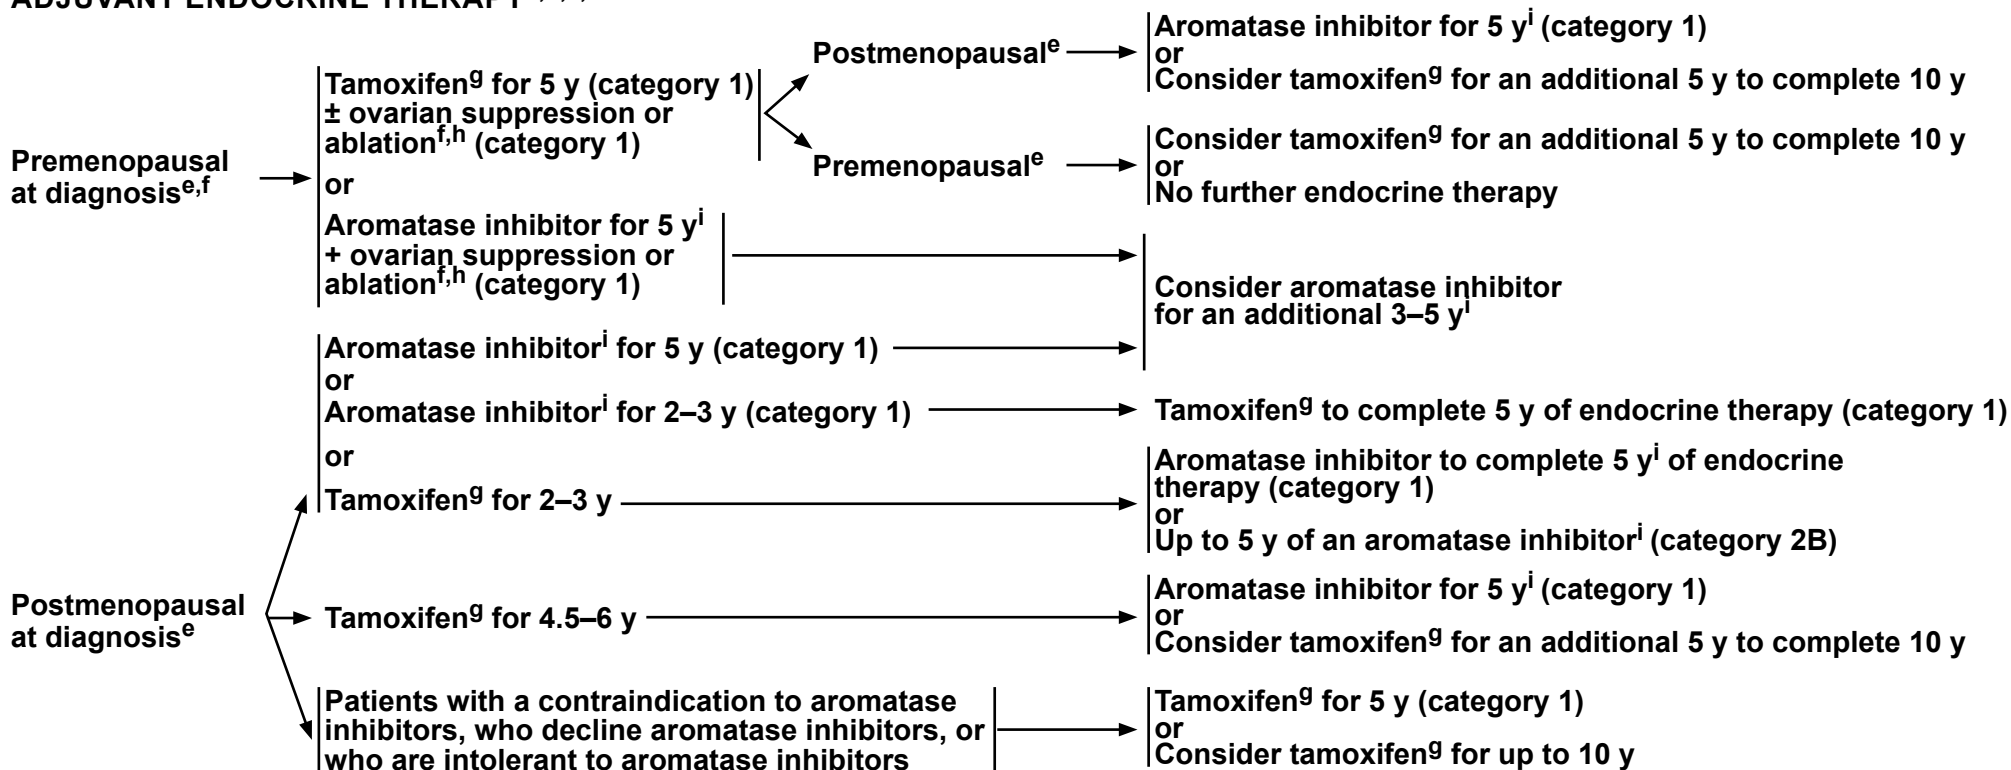 ADJUVANT ENDOCRINE THERAPY
Premenopausal
at diagnosis^e,f
Tamoxifen^g for 5 y (category 1)
± ovarian suppression or
ablation^f,h (category 1)
or
Aromatase inhibitor for 5 y^i
+ ovarian suppression or
ablation^f,h (category 1)
Postmenopausal^e
Aromatase inhibitor for 5 y^i (category 1)
or
Consider tamoxifen^g for an additional 5 y to complete 10 y
Premenopausal^e
Consider tamoxifen^g for an additional 5 y to complete 10 y
or
No further endocrine therapy
Consider aromatase inhibitor
for an additional 3–5 y^i
Postmenopausal
at diagnosis^e
Aromatase inhibitor^i for 5 y (category 1)
or
Aromatase inhibitor^i for 2–3 y (category 1)
Tamoxifen^g to complete 5 y of endocrine therapy (category 1)
or
Tamoxifen^g for 2–3 y
Aromatase inhibitor to complete 5 y^i of endocrine
therapy (category 1)
or
Up to 5 y of an aromatase inhibitor^i (category 2B)
Tamoxifen^g for 4.5–6 y
Aromatase inhibitor for 5 y^i (category 1)
or
Consider tamoxifen^g for an additional 5 y to complete 10 y
Patients with a contraindication to aromatase
inhibitors, who decline aromatase inhibitors, or
who are intolerant to aromatase inhibitors
Tamoxifen^g for 5 y (category 1)
or
Consider tamoxifen^g for up to 10 y